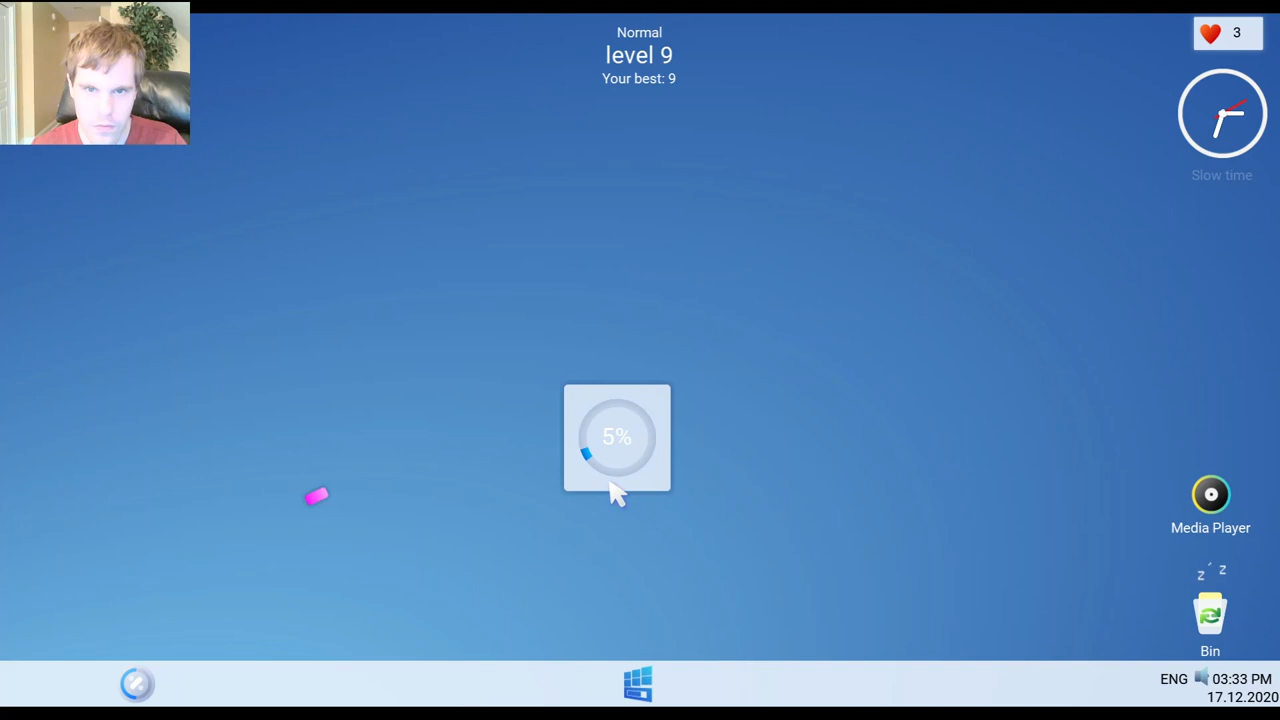 Normal
level 9
Your best: 9
3
Slow time
5%
Media Player
z z
Bin
ENG 03:33 PM
17.12.2020